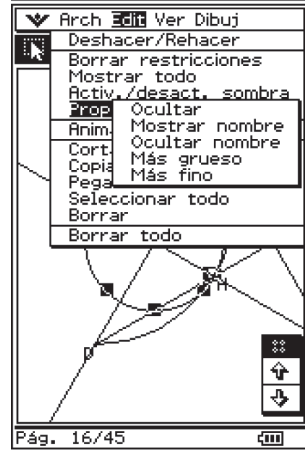 Arch Edit Ver Dibuj
Deshacer/Rehacer
Borrar restricciones
Mostrar todo
Activ./desact. sombra
Prop
Ocultar
Mostrar nombre
Ocultar nombre
Más grueso
Más fino
Anim
Cort
Copia
Pega
Seleccionar todo
Borrar
Borrar todo
H
D
Pág. 16/45